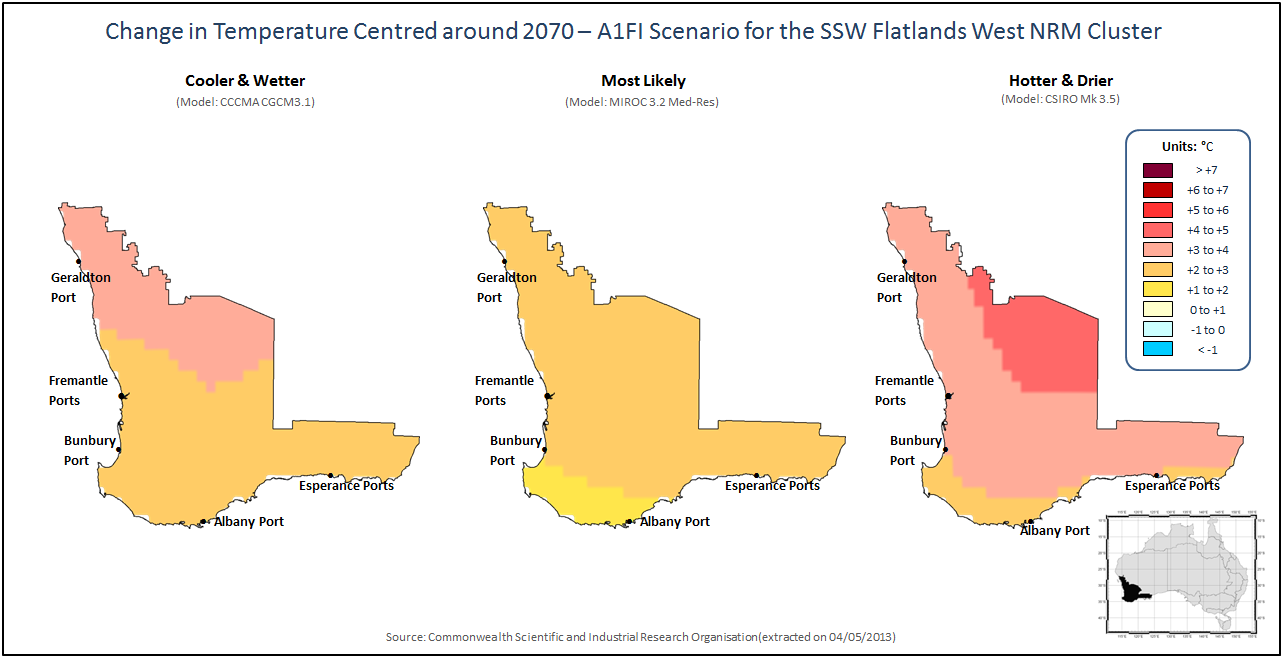 Change in Temperature Centred around 2070 – A1FI Scenario for the SSW Flatlands West NRM Cluster
Cooler & Wetter
(Model: CCCMA CGCM3.1)
Most Likely
(Model: MIROC 3.2 Med-Res)
Hotter & Drier
(Model: CSIRO Mk 3.5)
Units: °C
> +7
+6 to +7
+5 to +6
+4 to +5
+3 to +4
+2 to +3
+1 to +2
0 to +1
-1 to 0
< -1
Geraldton
Port
Fremantle
Ports
Bunbury
Port
Esperance Ports
Albany Port
Geraldton
Port
Fremantle
Ports
Bunbury
Port
Esperance Ports
Albany Port
Geraldton
Port
Fremantle
Ports
Bunbury
Port
Esperance Ports
Albany Port
Source: Commonwealth Scientific and Industrial Research Organisation(extracted on 04/05/2013)